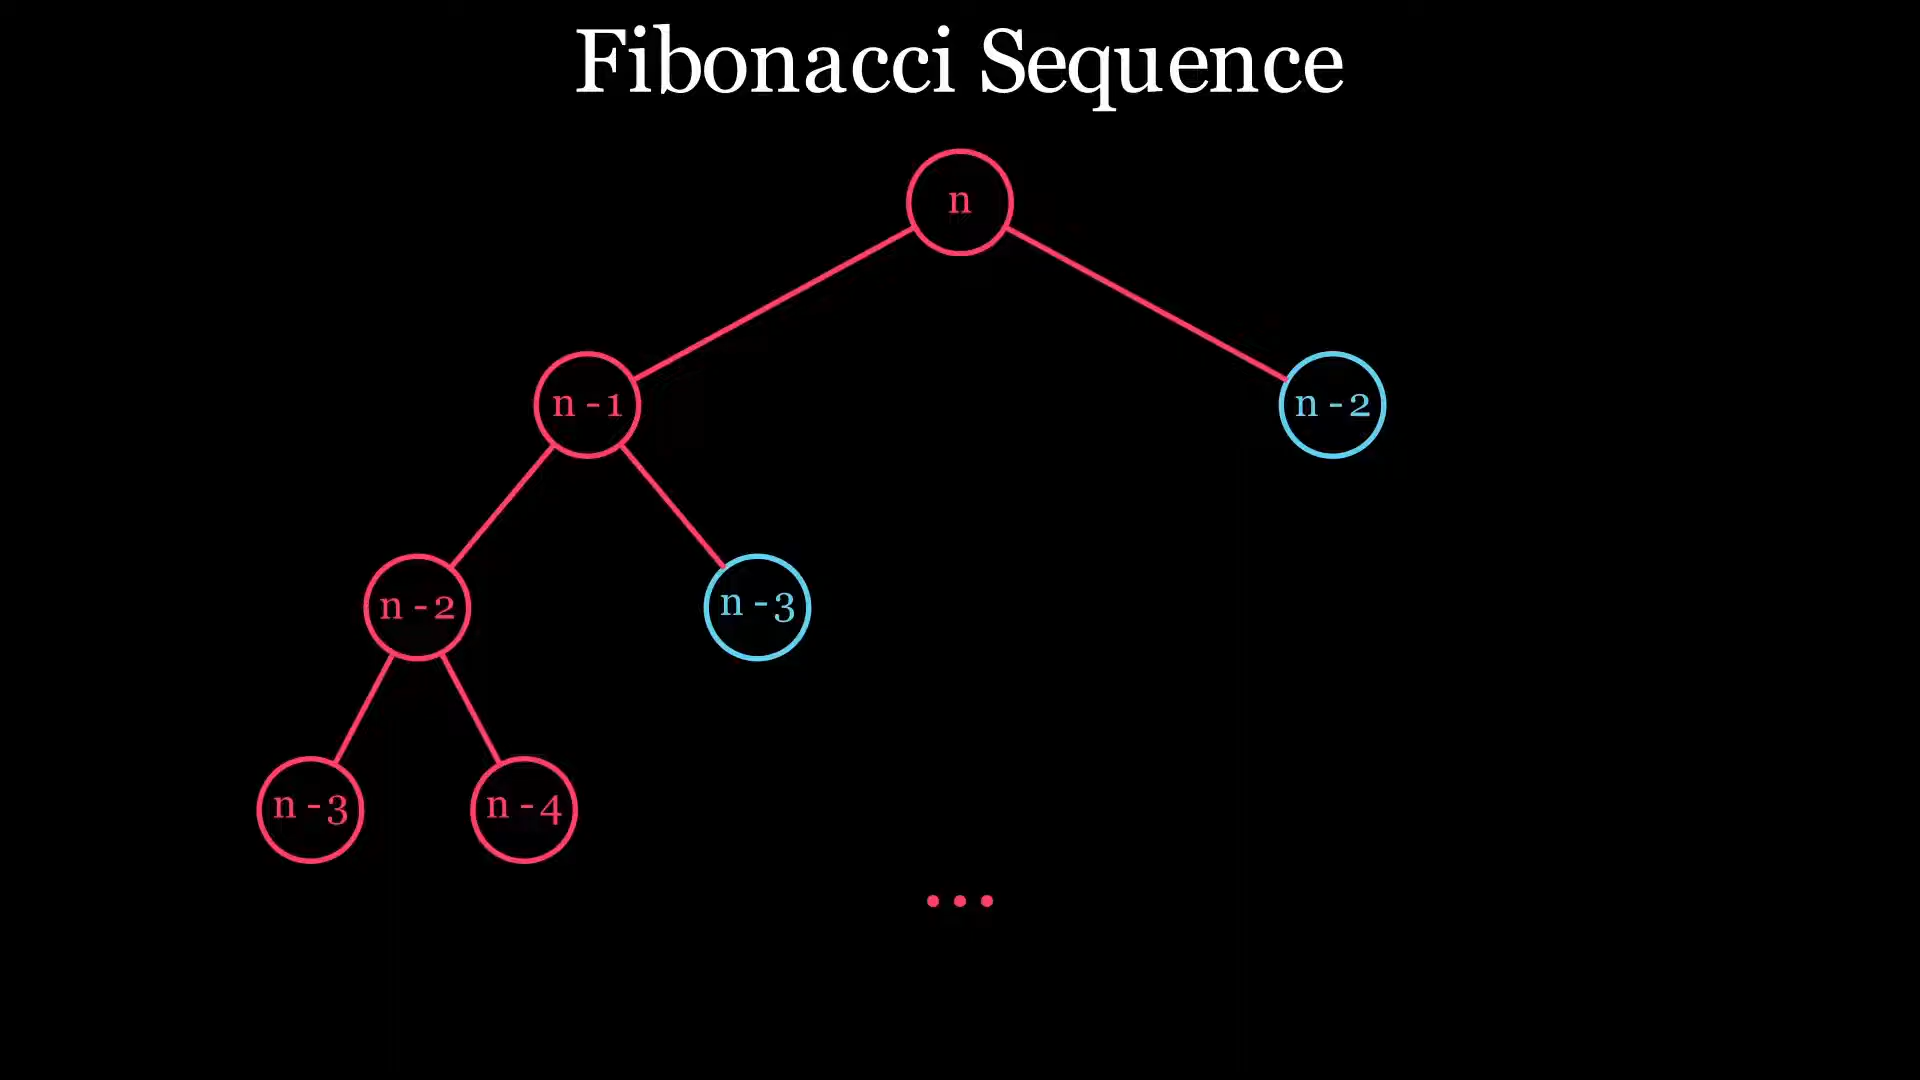 Fibonacci Sequence
n
n - 1
n - 2
n - 2
n - 3
n - 3
n - 4
...